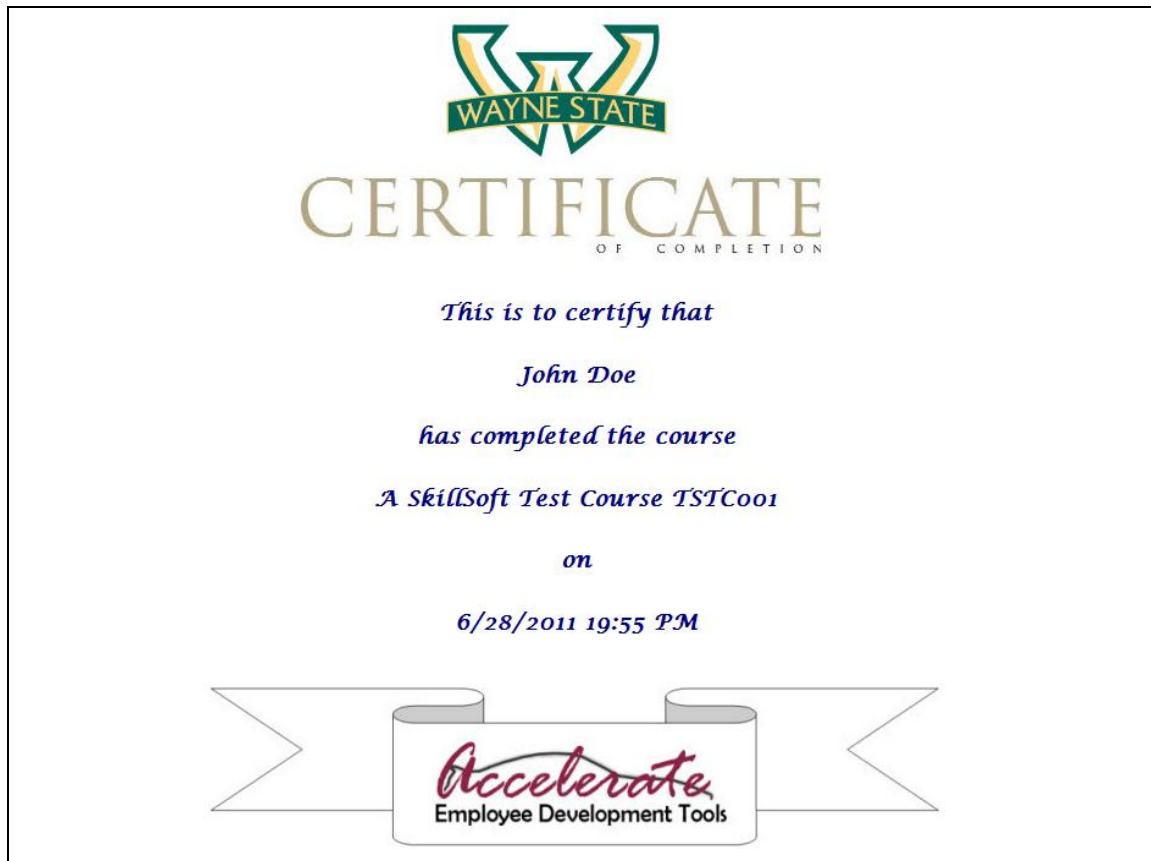 WAYNE STATE
CERTIFICATE
OF COMPLETION
This is to certify that
John Doe
has completed the course
A SkillSoft Test Course TSTC001
on
6/28/2011 19:55 PM
Accelerate
Employee Development Tools